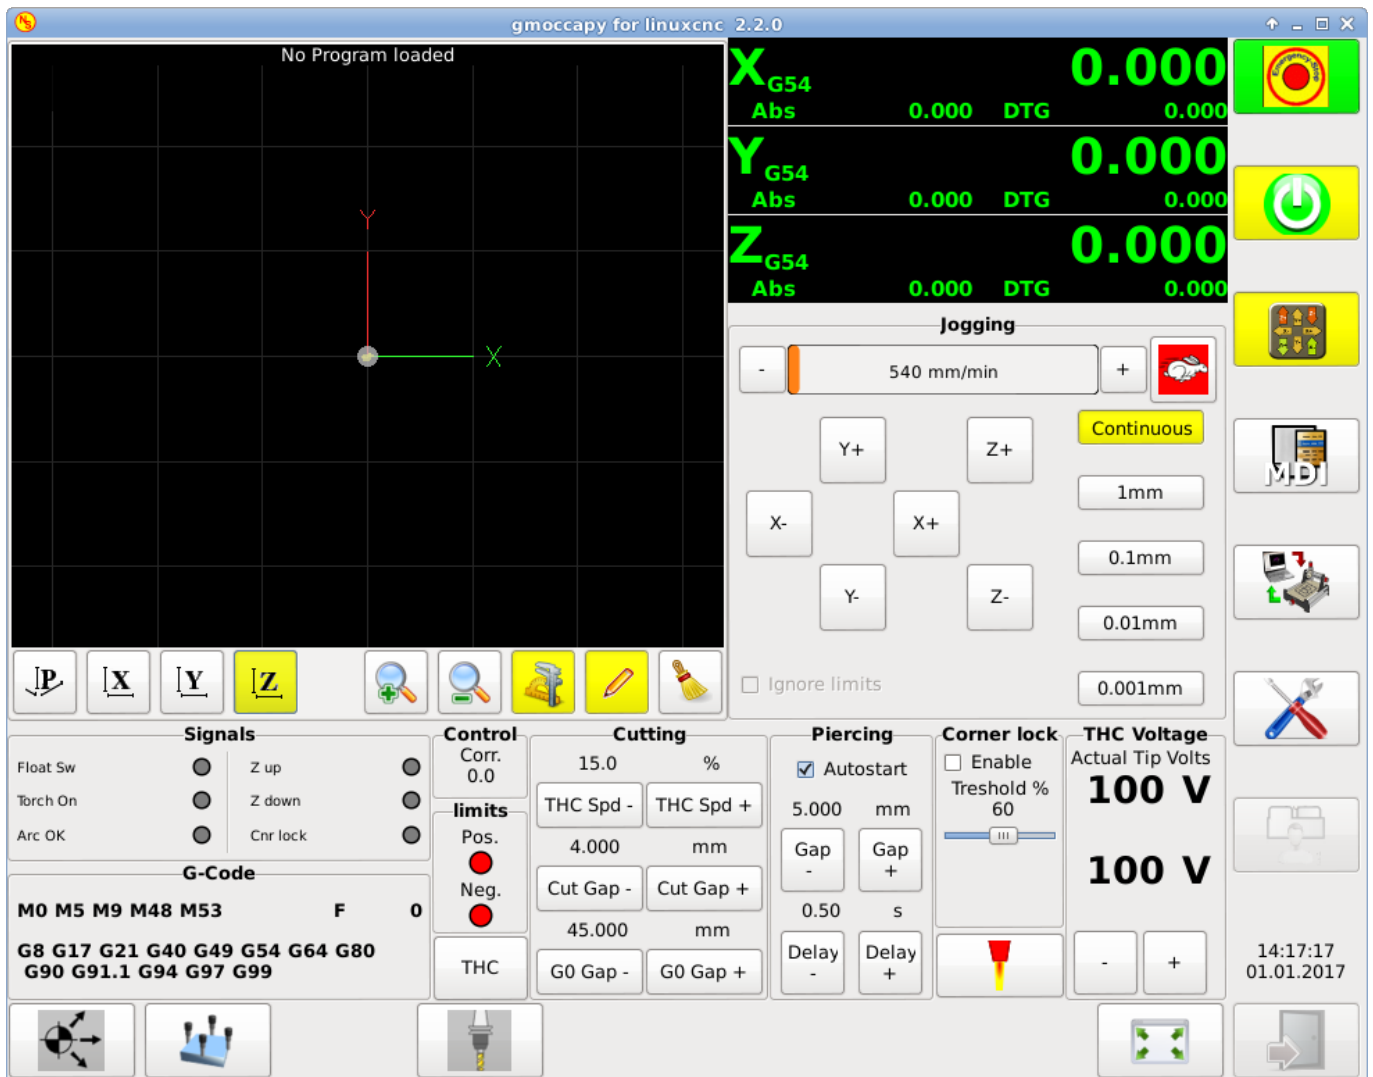 gmoccapy for linuxcnc 2.2.0
No Program loaded
Y
X
X G54 0.000
Abs 0.000 DTG 0.000
Y G54 0.000
Abs 0.000 DTG 0.000
Z G54 0.000
Abs 0.000 DTG 0.000
Emergency-Stop
Jogging
- 540 mm/min +
Continuous
Y+ Z+
1mm
X- X+
0.1mm
Y- Z-
0.01mm
Ignore limits
0.001mm
MDI
P X Y Z
Signals
Float Sw Z up
Torch On Z down
Arc OK Cnr lock
G-Code
M0 M5 M9 M48 M53 F 0
G8 G17 G21 G40 G49 G54 G64 G80
G90 G91.1 G94 G97 G99
Control
Corr.
0.0
limits
Pos.
Neg.
THC
Cutting
15.0 %
THC Spd - THC Spd +
4.000 mm
Cut Gap - Cut Gap +
45.000 mm
G0 Gap - G0 Gap +
Piercing
Autostart
5.000 mm
Gap Gap
- +
0.50 s
Delay Delay
- +
Corner lock
Enable
Treshold %
60
THC Voltage
Actual Tip Volts
100 V
100 V
- +
14:17:17
01.01.2017